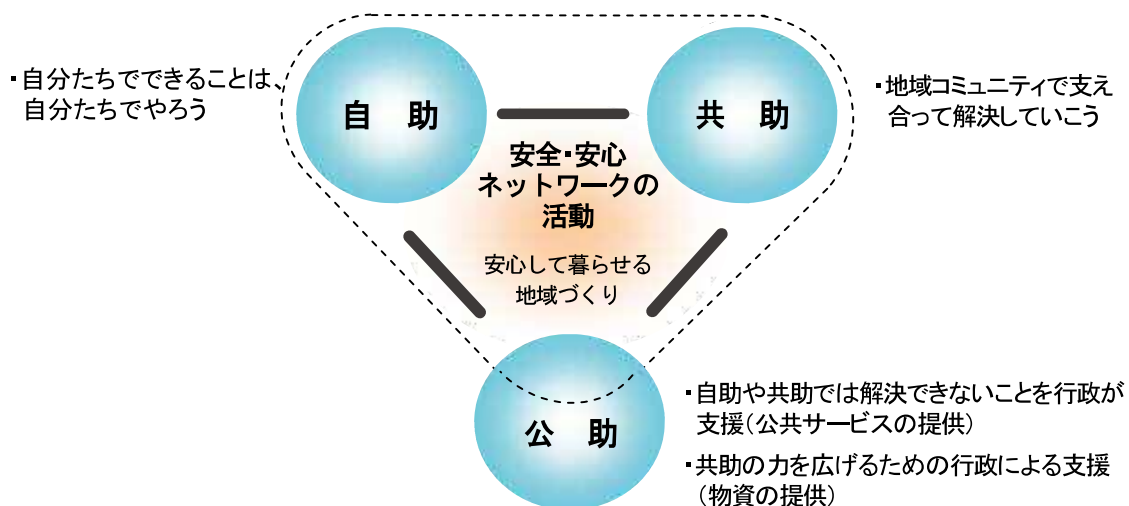 ・自分たちでできることは、
自分たちでやろう
自　助
共　助
・地域コミュニティで支え
合って解決していこう
安全・安心
ネットワークの
活動
安心して暮らせる
地域づくり
公　助
・自助や共助では解決できないことを行政が
支援（公共サービスの提供）
・共助の力を広げるための行政による支援
（物資の提供）